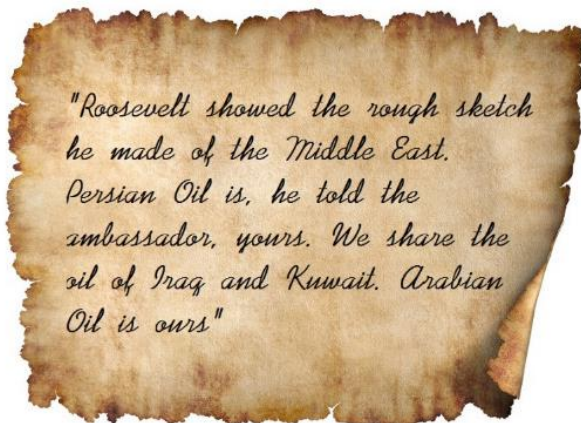 "Roosevelt showed the rough sketch
he made of the Middle East.
Persian Oil is, he told the
ambassador, yours. We share the
oil of Iraq and Kuwait. Arabian
Oil is ours"